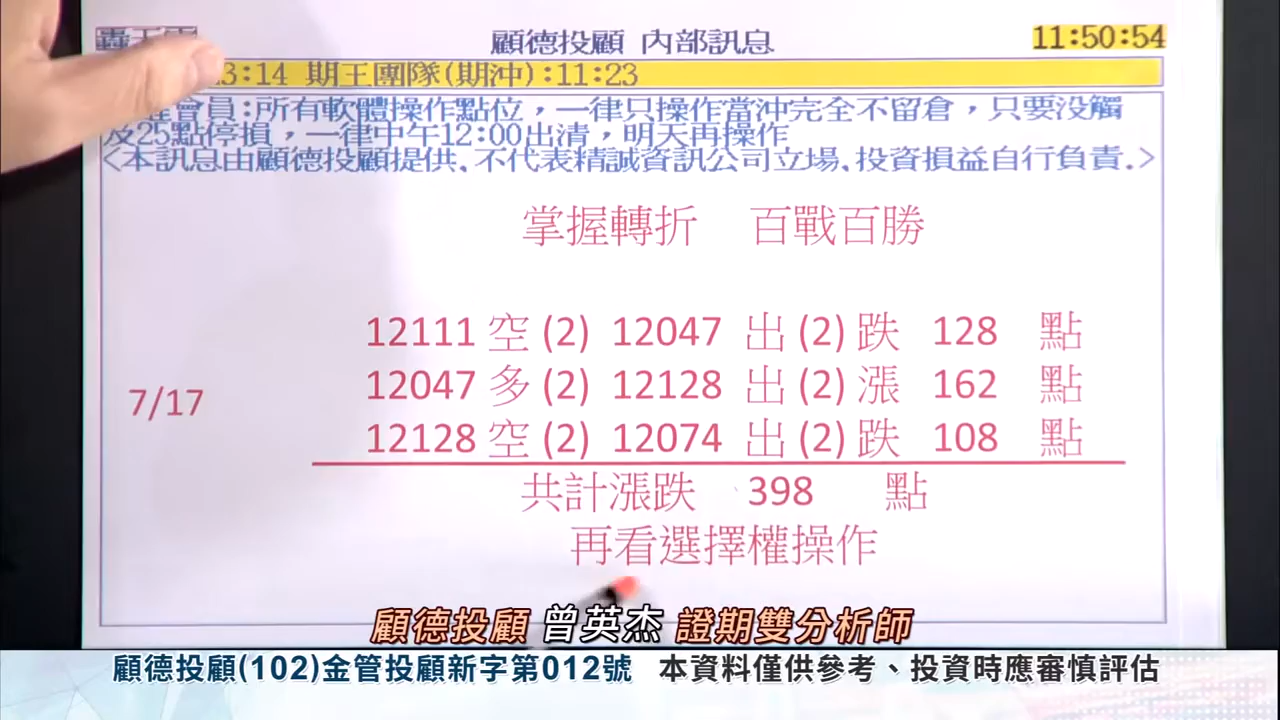 顧德投顧 內部訊息 11:50:54
3:14 期王團隊(期沖):11:23
會員:所有軟體操作點位，一律只操作當沖完全不留倉，只要没觸
及25點停損，一律中午12:00出清，明天再操作
<本訊息由顧德投顧提供,不代表精誠資訊公司立場,投資損益自行負責.>
掌握轉折 百戰百勝
12111 空 (2) 12047 出 (2) 跌 128 點
12047 多 (2) 12128 出 (2) 漲 162 點
7/17
12128 空 (2) 12074 出 (2) 跌 108 點
共計漲跌 398 點
再看選擇權操作
顧德投顧 曾英杰 證期雙分析師
顧德投顧(102)金管投顧新字第012號 本資料僅供參考、投資時應審慎評估